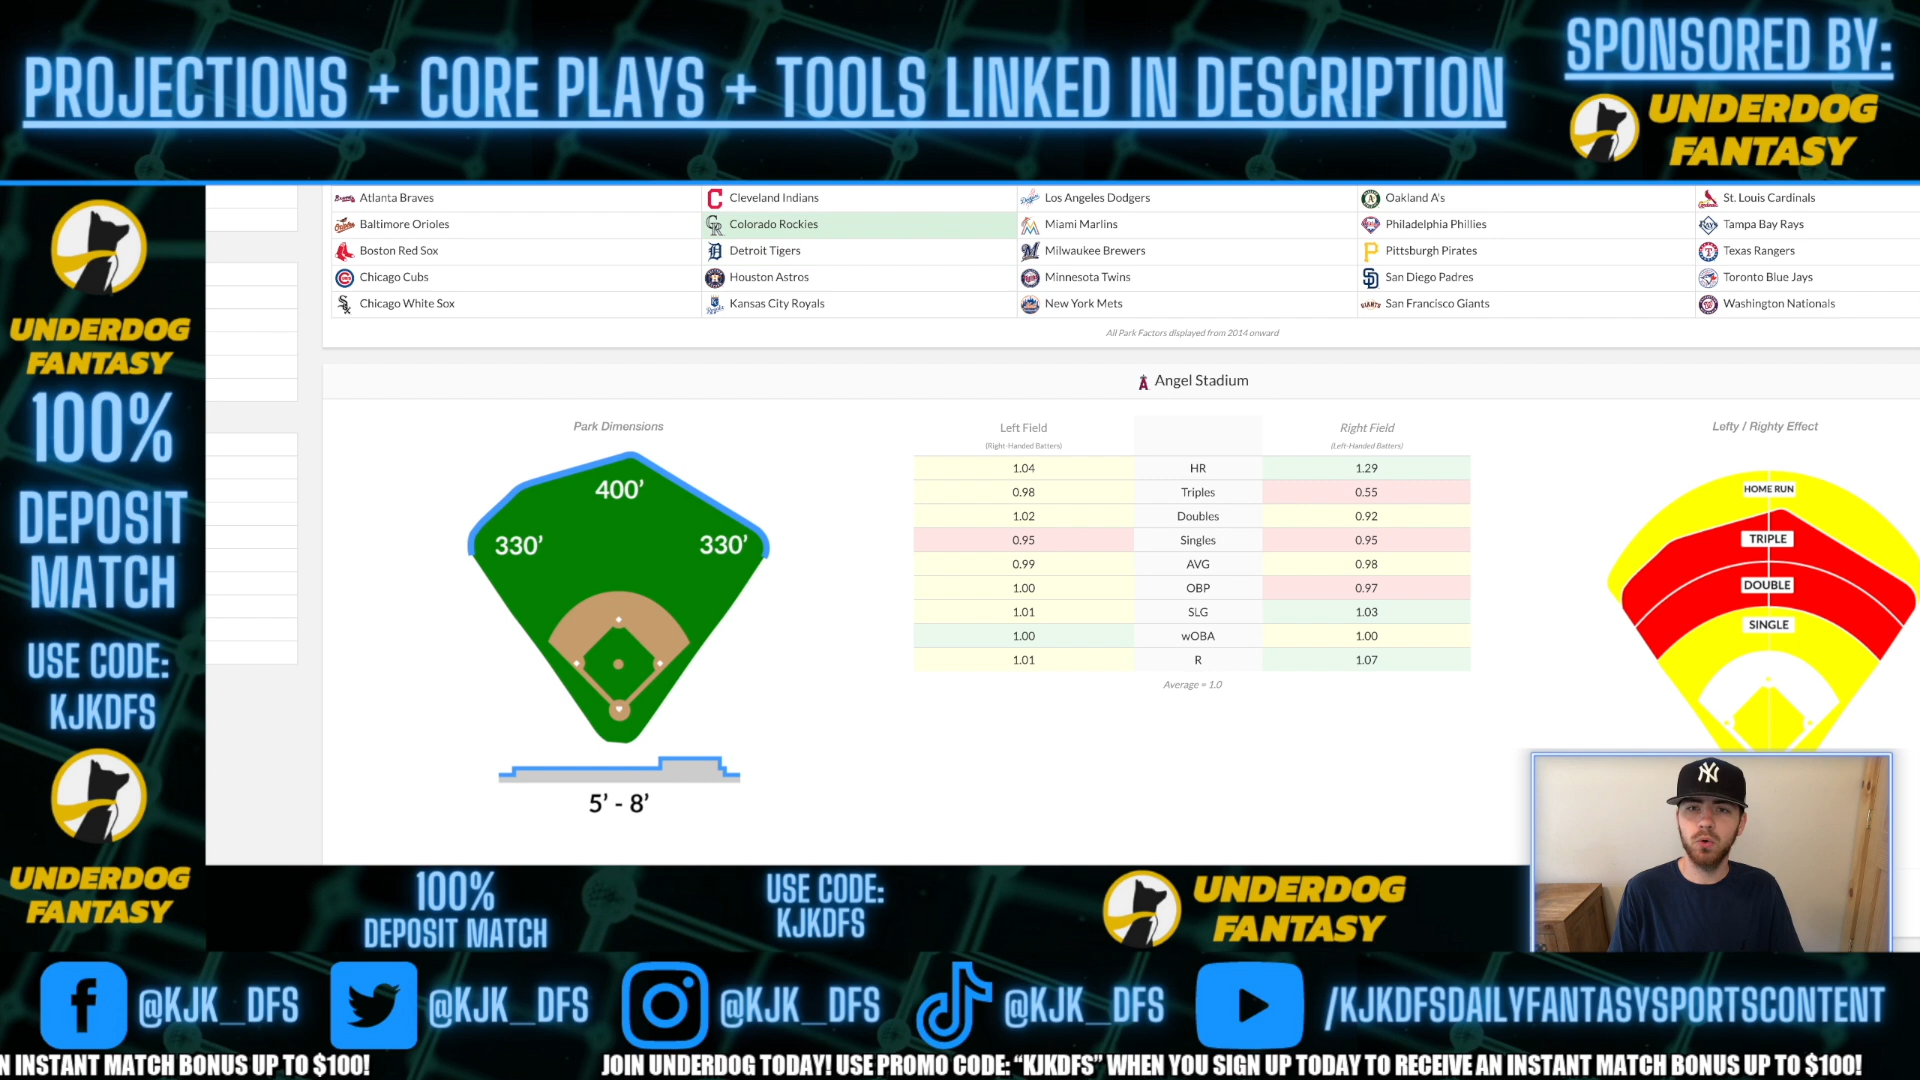 PROJECTIONS + CORE PLAYS + TOOLS LINKED IN DESCRIPTION
SPONSORED BY:
UNDERDOG
FANTASY
Atlanta Braves
Cleveland Indians
Los Angeles Dodgers
Oakland A's
St. Louis Cardinals
Baltimore Orioles
Colorado Rockies
Miami Marlins
Philadelphia Phillies
Tampa Bay Rays
Boston Red Sox
Detroit Tigers
Milwaukee Brewers
Pittsburgh Pirates
Texas Rangers
Chicago Cubs
Houston Astros
Minnesota Twins
San Diego Padres
Toronto Blue Jays
Chicago White Sox
Kansas City Royals
New York Mets
San Francisco Giants
Washington Nationals
All Park Factors displayed from 2014 onward
UNDERDOG
FANTASY
100%
DEPOSIT
MATCH
USE CODE:
KJKDFS
UNDERDOG
FANTASY
Angel Stadium
Park Dimensions
400'
330'
330'
5' - 8'
Left Field
Right Field
(Right-Handed Batters)
(Left-Handed Batters)
1.04 HR 1.29
0.98 Triples 0.55
1.02 Doubles 0.92
0.95 Singles 0.95
0.99 AVG 0.98
1.00 OBP 0.97
1.01 SLG 1.03
1.00 wOBA 1.00
1.01 R 1.07
Average = 1.0
Lefty / Righty Effect
HOME RUN
TRIPLE
DOUBLE
SINGLE
100%
DEPOSIT MATCH
USE CODE:
KJKDFS
UNDERDOG
FANTASY
@KJK_DFS
@KJK_DFS
@KJK_DFS
@KJK_DFS
/KJKDFSDAILYFANTASYSPORTSCONTENT
N INSTANT MATCH BONUS UP TO $100!
JOIN UNDERDOG TODAY! USE PROMO CODE: “KJKDFS” WHEN YOU SIGN UP TODAY TO RECEIVE AN INSTANT MATCH BONUS UP TO $100!